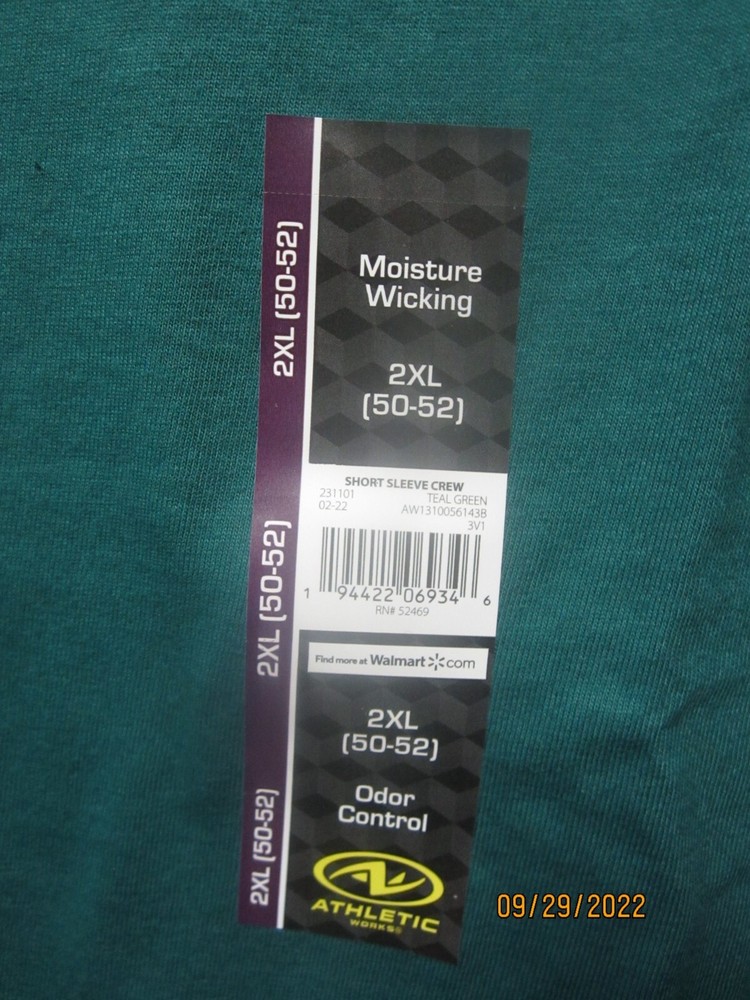 Moisture
Wicking
2XL
(50-52)
SHORT SLEEVE CREW
231101 TEAL GREEN
02-22 AW1310056143B
3V1
1 94422 06934 6
RN# 52469
Find more at Walmart com
2XL
(50-52)
Odor
Control
ATHLETIC
WORKS®
2XL (50-52)
2XL (50-52)
2XL (50-52)
09/29/2022